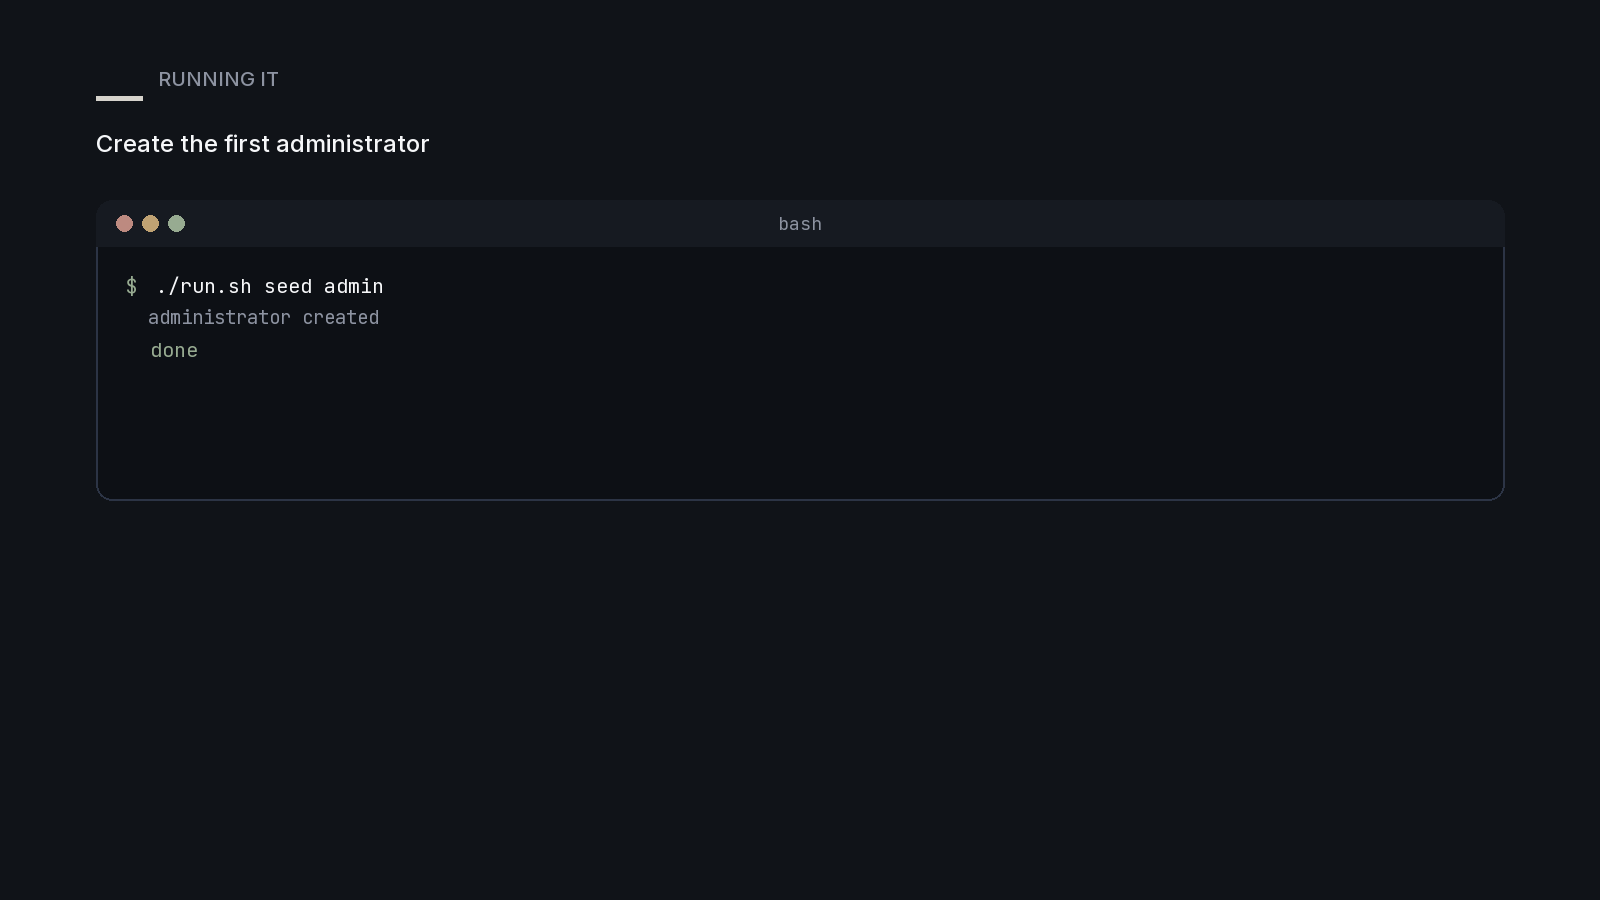 RUNNING IT
Create the first administrator
bash
$ ./run.sh seed admin
administrator created
done